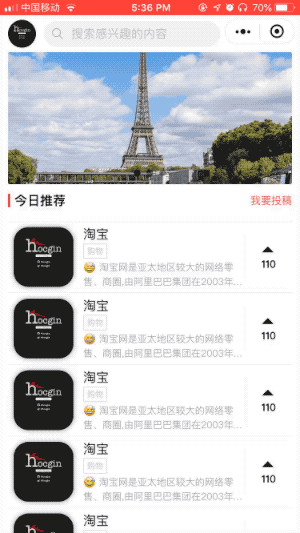 中国移动 5:36 PM 70%
hocgin 搜索感兴趣的内容
今日推荐 我要投稿
淘宝
购物
淘宝网是亚太地区较大的网络零
售、商圈,由阿里巴巴集团在2003年...
110
hocgin
淘宝
购物
淘宝网是亚太地区较大的网络零
售、商圈,由阿里巴巴集团在2003年...
110
hocgin
淘宝
购物
淘宝网是亚太地区较大的网络零
售、商圈,由阿里巴巴集团在2003年...
110
hocgin
淘宝
购物
淘宝网是亚太地区较大的网络零
售、商圈,由阿里巴巴集团在2003年...
110
hocgin
淘宝